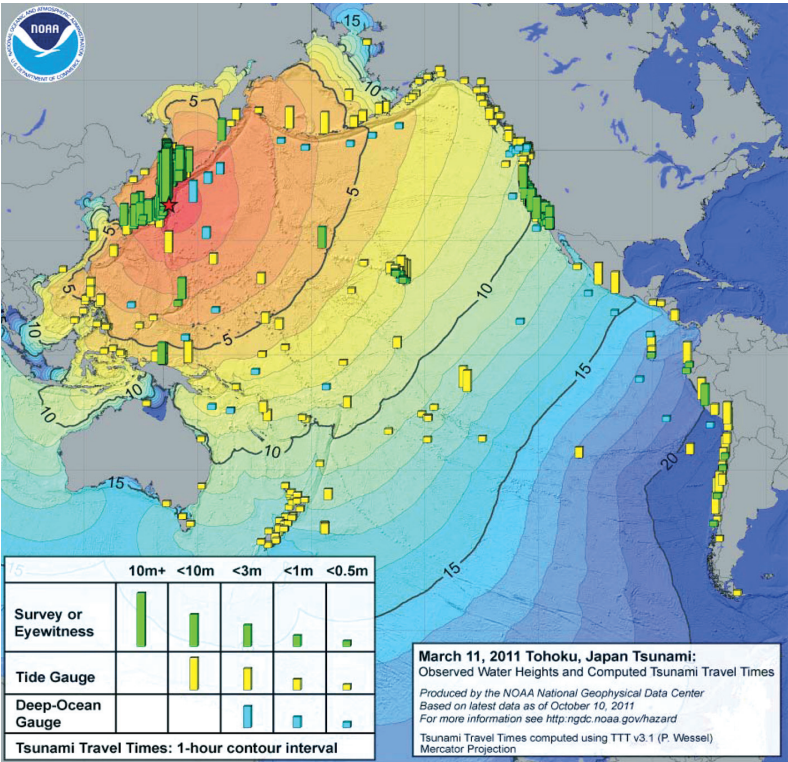 NATIONAL OCEANIC AND ATMOSPHERIC ADMINISTRATION
NOAA
U.S. DEPARTMENT OF COMMERCE
15
10
5
5
5
5
5
10
10
10
10
10
15
15
15
20
15
10m+ <10m <3m <1m <0.5m
Survey or
Eyewitness
Tide Gauge
Deep-Ocean
Gauge
Tsunami Travel Times: 1-hour contour interval
March 11, 2011 Tohoku, Japan Tsunami:
Observed Water Heights and Computed Tsunami Travel Times
Produced by the NOAA National Geophysical Data Center
Based on latest data as of October 10, 2011
For more information see http:ngdc.noaa.gov/hazard
Tsunami Travel Times computed using TTT v3.1 (P. Wessel)
Mercator Projection